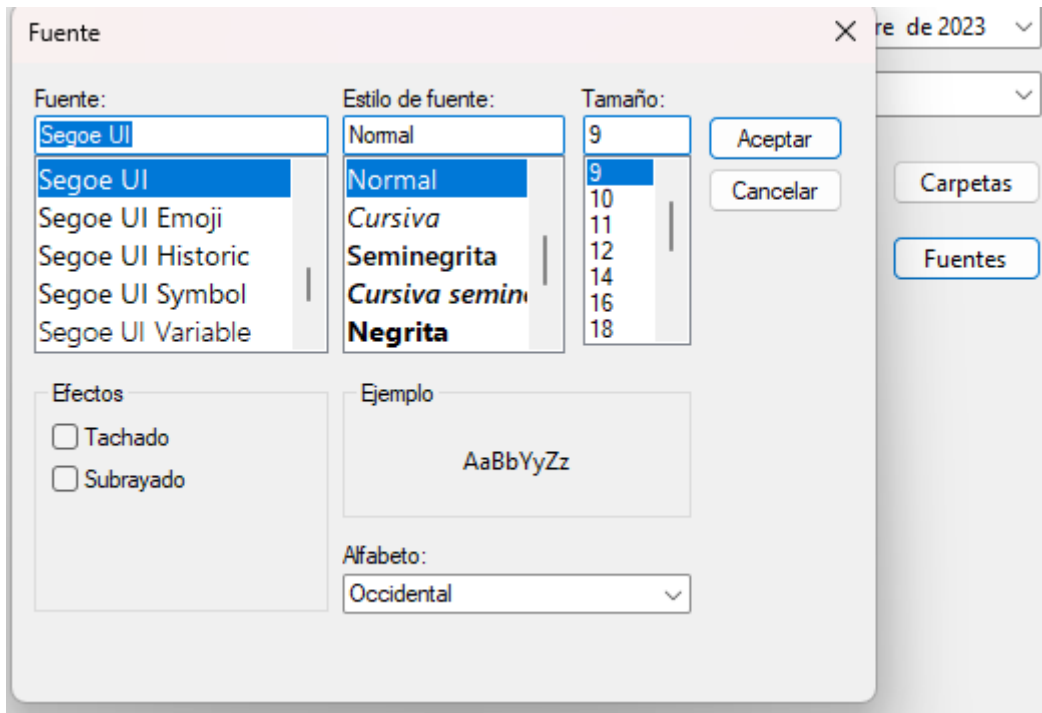 Fuente
re de 2023
Fuente:
Segoe UI
Segoe UI
Segoe UI Emoji
Segoe UI Historic
Segoe UI Symbol
Segoe UI Variable
Estilo de fuente:
Normal
Normal
Cursiva
Seminegrita
Cursiva semin
Negrita
Tamaño:
9
9
10
11
12
14
16
18
Aceptar
Cancelar
Carpetas
Fuentes
Efectos
Tachado
Subrayado
Ejemplo
AaBbYyZz
Alfabeto:
Occidental